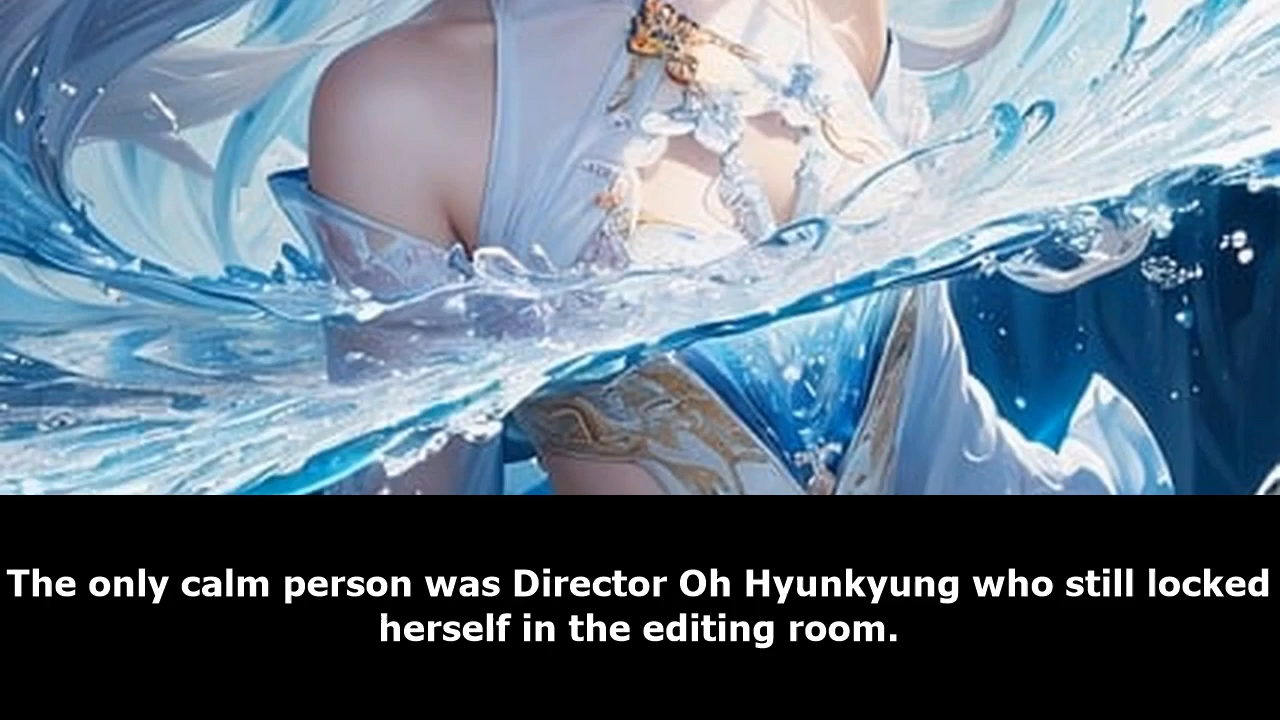 The only calm person was Director Oh Hyunkyung who still locked
herself in the editing room.